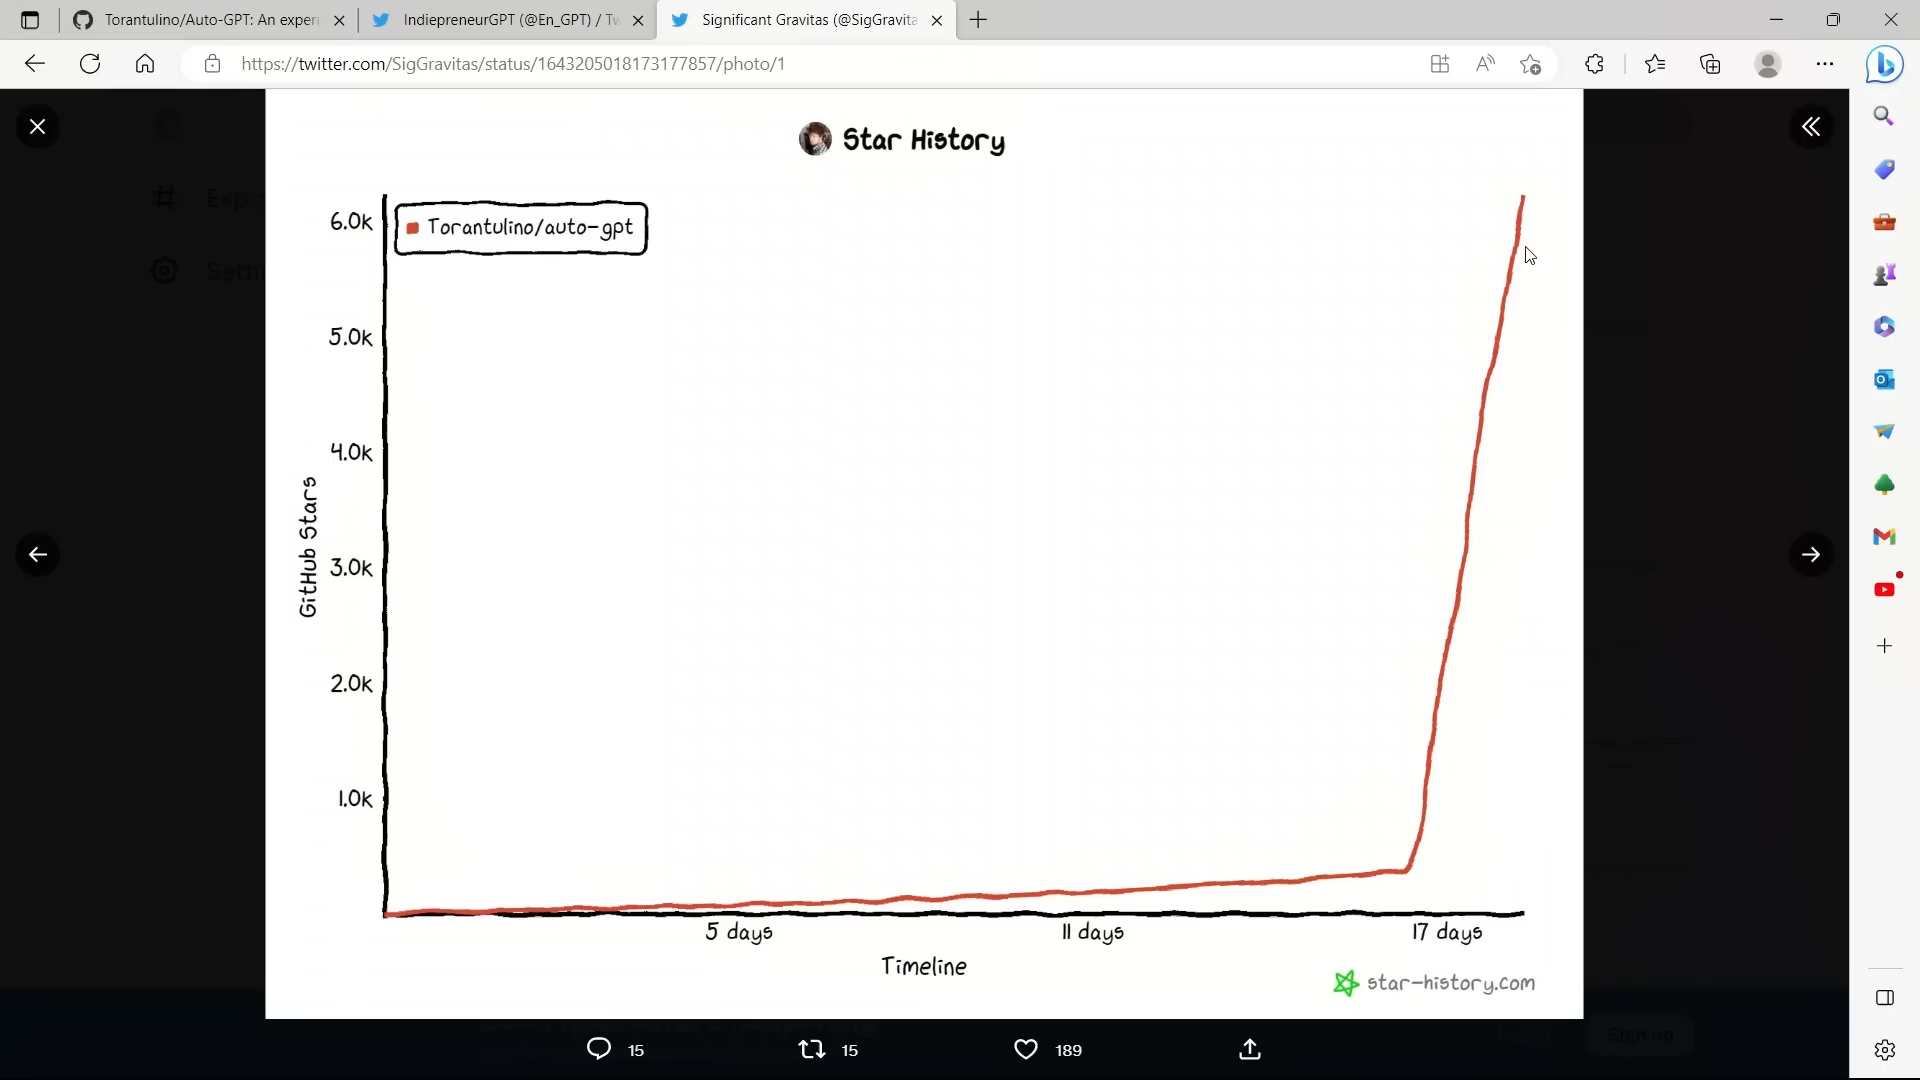 Torantulino/Auto-GPT: An exper
IndiepreneurGPT (@En_GPT) / Tw
Significant Gravitas (@SigGravita
https://twitter.com/SigGravitas/status/1643205018173177857/photo/1
Star History
Torantulino/auto-gpt
6.0k
5.0k
4.0k
3.0k
2.0k
1.0k
GitHub Stars
5 days
11 days
17 days
Timeline
star-history.com
Sign up
15
15
189